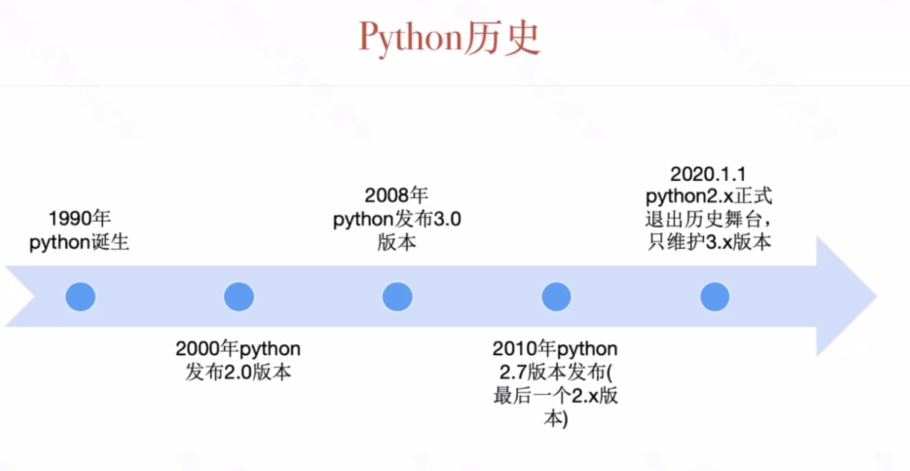 Python历史
1990年
python诞生
2000年python
发布2.0版本
2008年
python发布3.0
版本
2010年python
2.7版本发布(
最后一个2.x版
本)
2020.1.1
python2.x正式
退出历史舞台，
只维护3.x版本